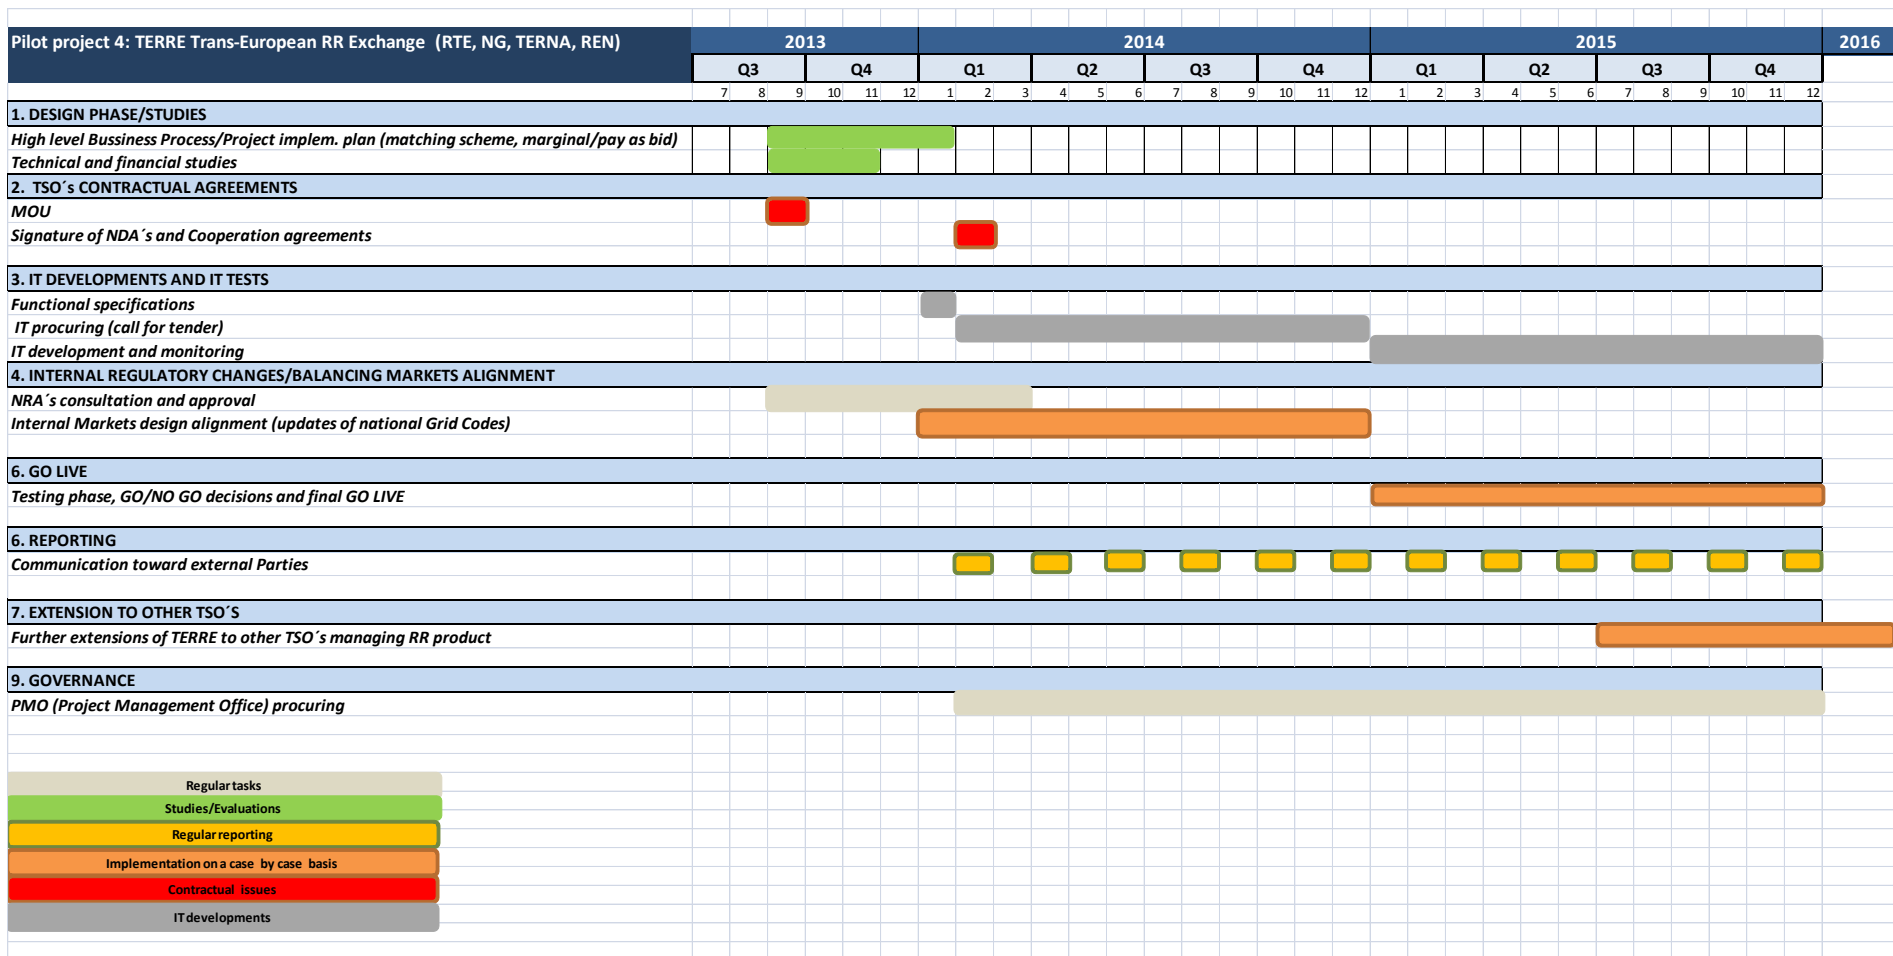 Pilot project 4: TERRE Trans-European RR Exchange (RTE, NG, TERNA, REN) 2013 2014 2015 2016
Q3 Q4 Q1 Q2 Q3 Q4 Q1 Q2 Q3 Q4
7 8 9 10 11 12 1 2 3 4 5 6 7 8 9 10 11 12 1 2 3 4 5 6 7 8 9 10 11 12
1. DESIGN PHASE/STUDIES
High level Bussiness Process/Project implem. plan (matching scheme, marginal/pay as bid)
Technical and financial studies
2. TSO´s CONTRACTUAL AGREEMENTS
MOU
Signature of NDA´s and Cooperation agreements
3. IT DEVELOPMENTS AND IT TESTS
Functional specifications
IT procuring (call for tender)
IT development and monitoring
4. INTERNAL REGULATORY CHANGES/BALANCING MARKETS ALIGNMENT
NRA´s consultation and approval
Internal Markets design alignment (updates of national Grid Codes)
6. GO LIVE
Testing phase, GO/NO GO decisions and final GO LIVE
6. REPORTING
Communication toward external Parties
7. EXTENSION TO OTHER TSO´S
Further extensions of TERRE to other TSO´s managing RR product
9. GOVERNANCE
PMO (Project Management Office) procuring
Regular tasks
Studies/Evaluations
Regular reporting
Implementation on a case by case basis
Contractual issues
IT developments